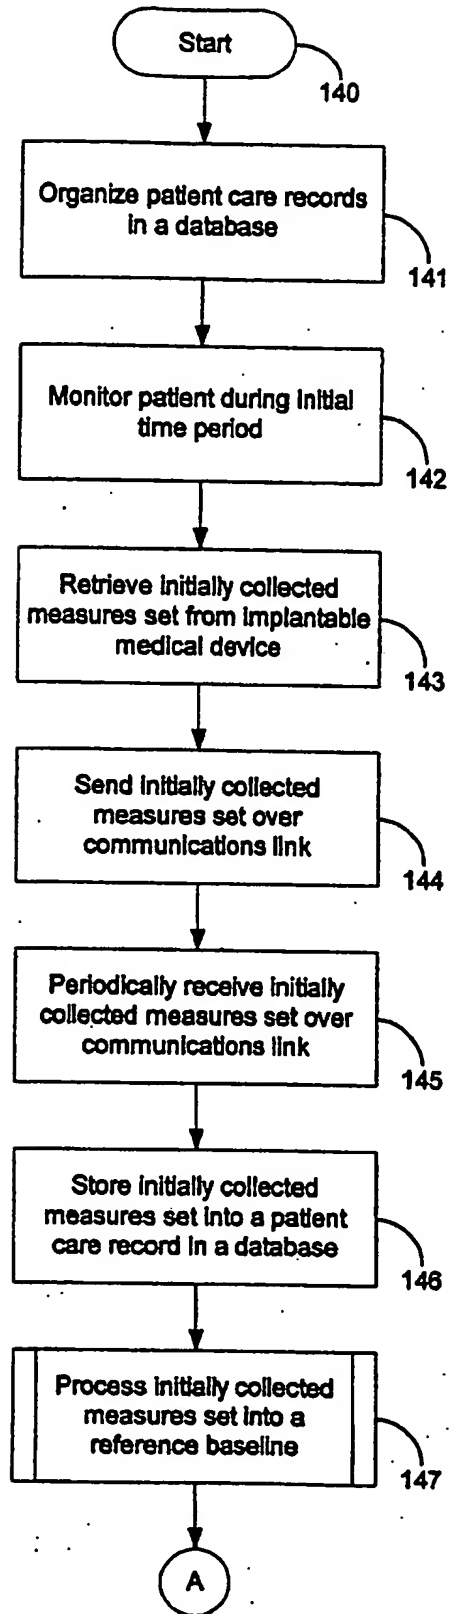 Start
140
Organize patient care records
in a database
141
Monitor patient during initial
time period
142
Retrieve initially collected
measures set from implantable
medical device
143
Send initially collected
measures set over
communications link
144
Periodically receive initially
collected measures set over
communications link
145
Store initially collected
measures set into a patient
care record in a database
146
Process initially collected
measures set into a
reference baseline
147
A